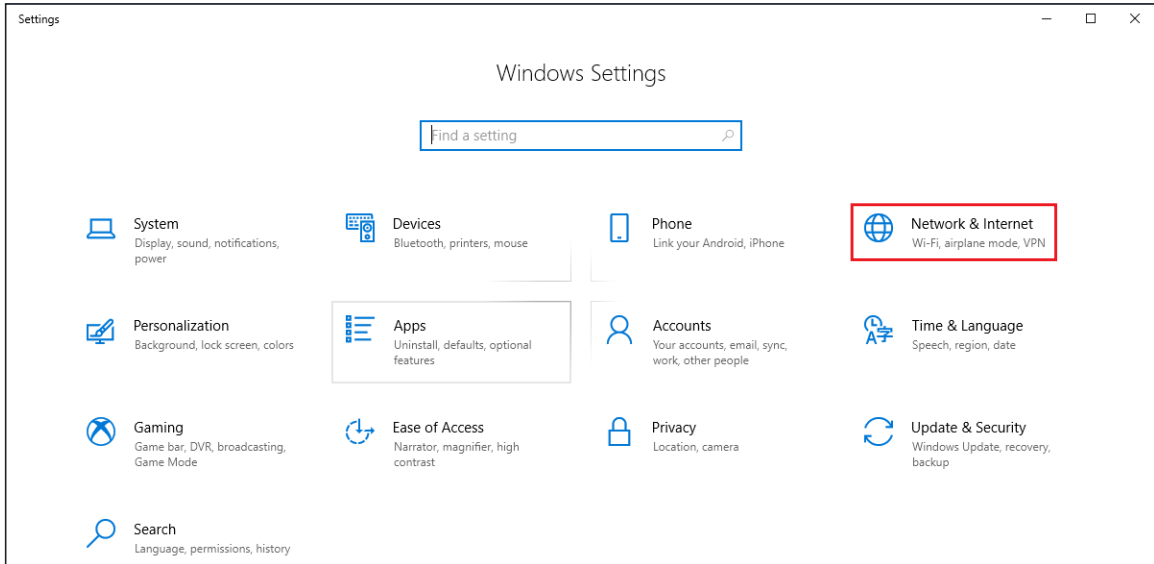 Settings
Windows Settings
Find a setting
System
Display, sound, notifications,
power
Devices
Bluetooth, printers, mouse
Phone
Link your Android, iPhone
Network & Internet
Wi-Fi, airplane mode, VPN
Personalization
Background, lock screen, colors
Apps
Uninstall, defaults, optional
features
Accounts
Your accounts, email, sync,
work, other people
Time & Language
Speech, region, date
Gaming
Game bar, DVR, broadcasting,
Game Mode
Ease of Access
Narrator, magnifier, high
contrast
Privacy
Location, camera
Update & Security
Windows Update, recovery,
backup
Search
Language, permissions, history